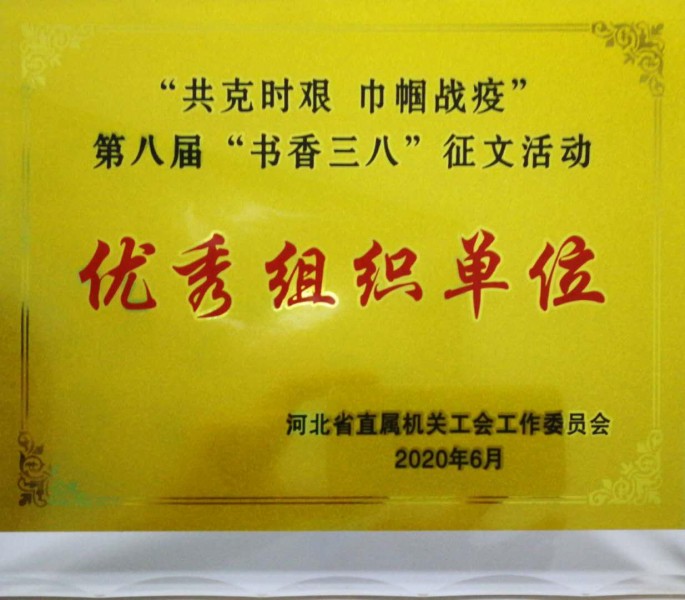 “共克时艰 巾帼战疫”
第八届“书香三八”征文活动
优秀组织单位
河北省直属机关工会工作委员会
2020年6月